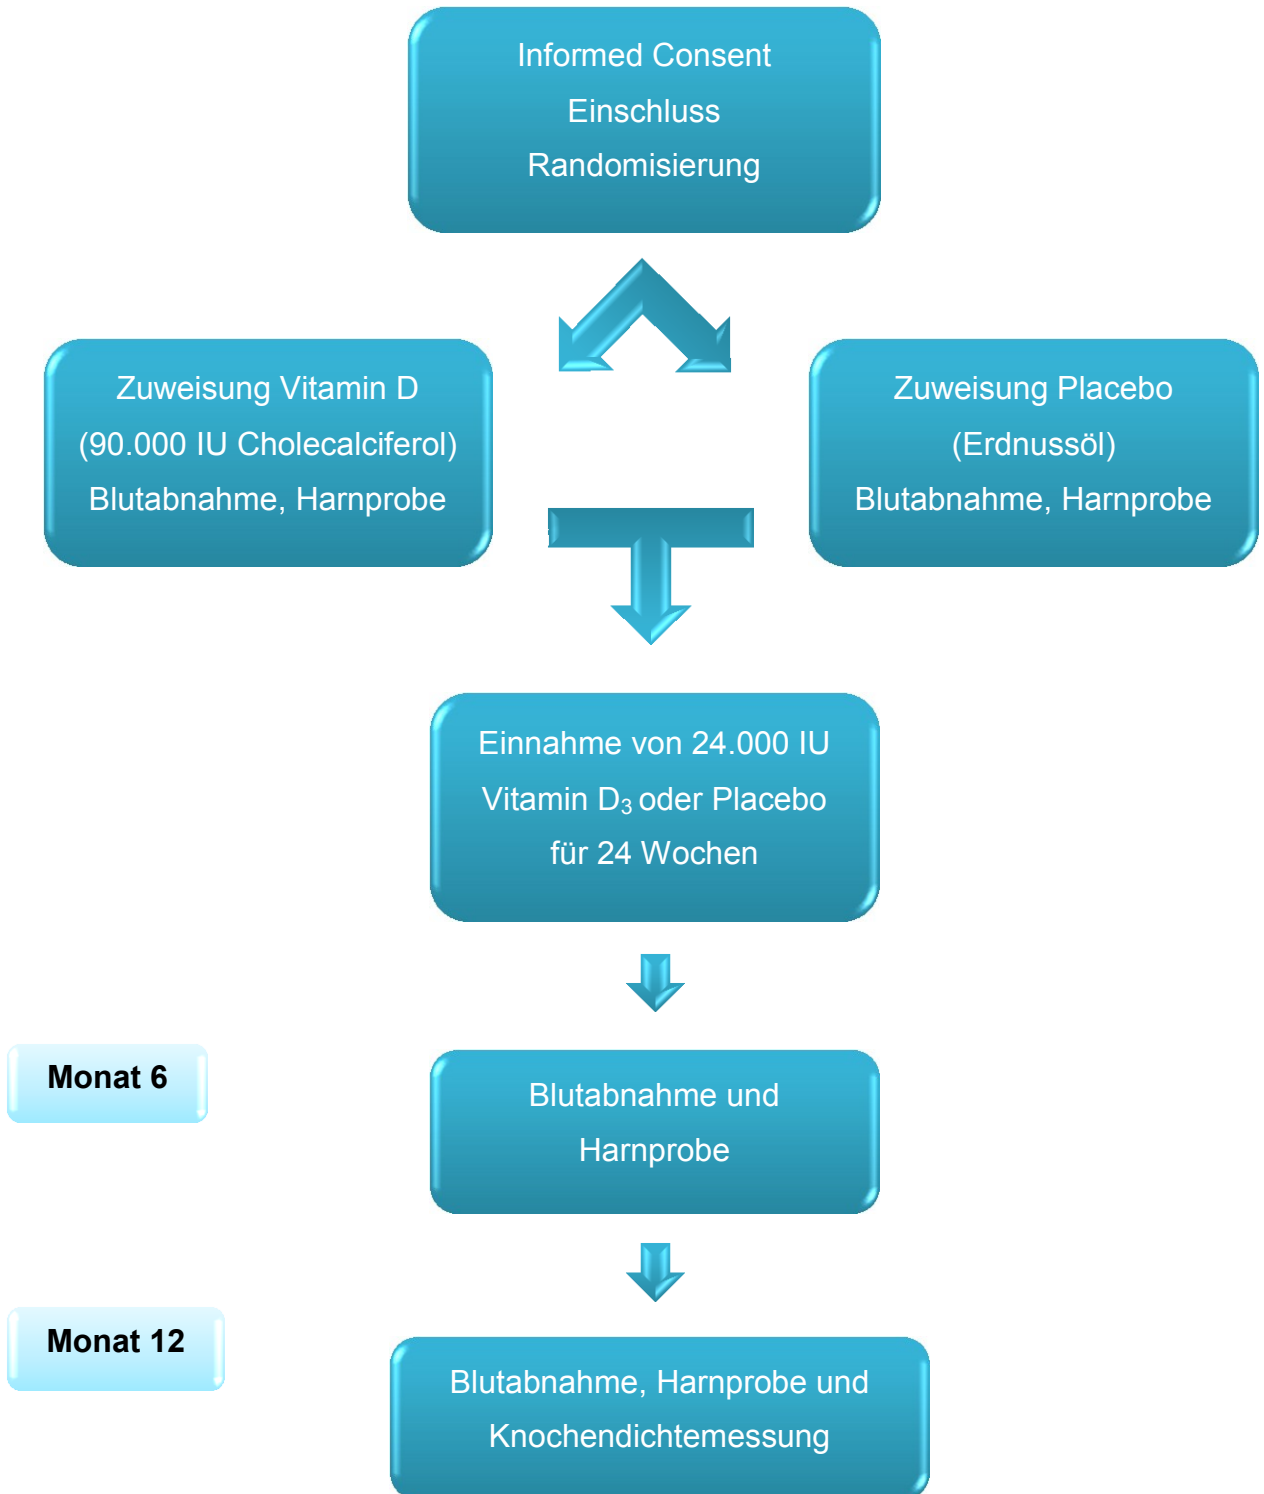 Informed Consent
Einschluss
Randomisierung
Zuweisung Vitamin D
(90.000 IU Cholecalciferol)
Blutabnahme, Harnprobe
Zuweisung Placebo
(Erdnussöl)
Blutabnahme, Harnprobe
Einnahme von 24.000 IU
Vitamin D₃ oder Placebo
für 24 Wochen
Monat 6
Blutabnahme und
Harnprobe
Monat 12
Blutabnahme, Harnprobe und
Knochendichtemessung